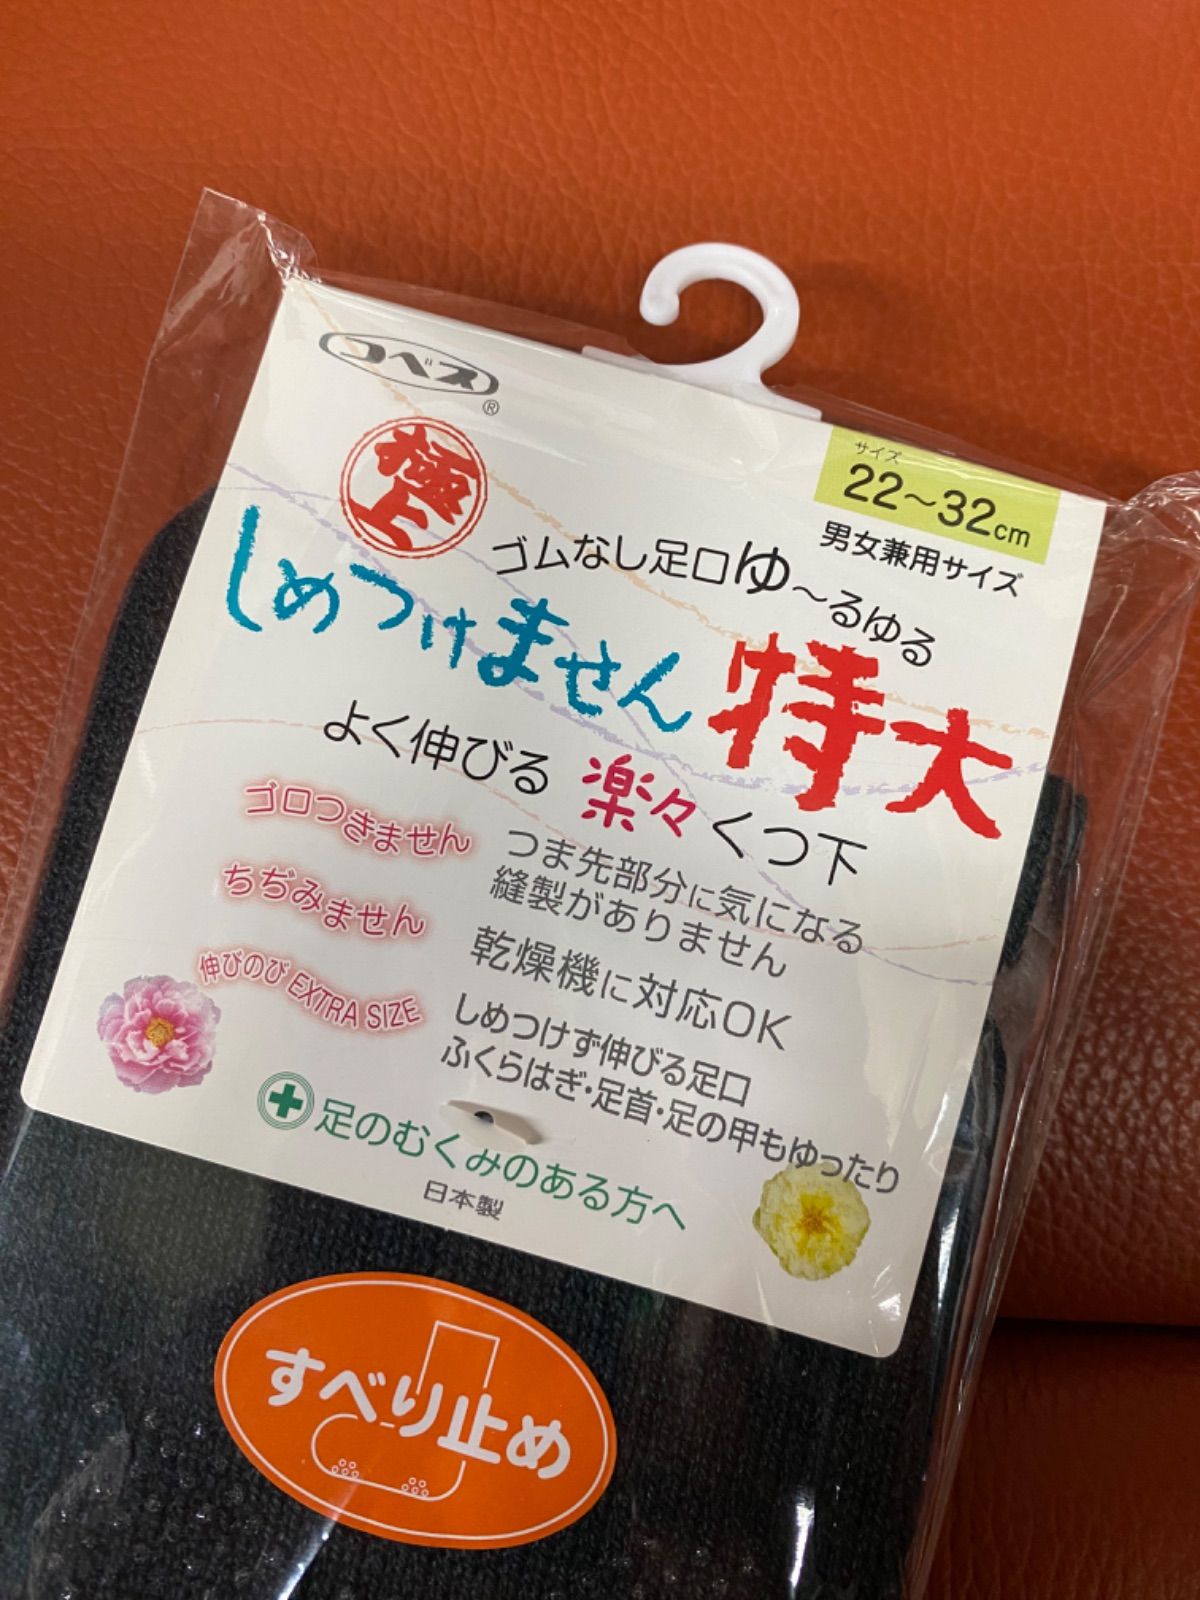 コベス®
サイズ
22～32cm
男女兼用サイズ
極上
ゴムなし足口ゆ～るゆる
しめつけません特大
よく伸びる 楽々くつ下
ゴロつきません
つま先部分に気になる
縫製がありません
ちぢみません
乾燥機に対応OK
伸びのび EXTRA SIZE
しめつけず伸びる足口
ふくらはぎ・足首・足の甲もゆったり
足のむくみのある方へ
日本製
すべり止め